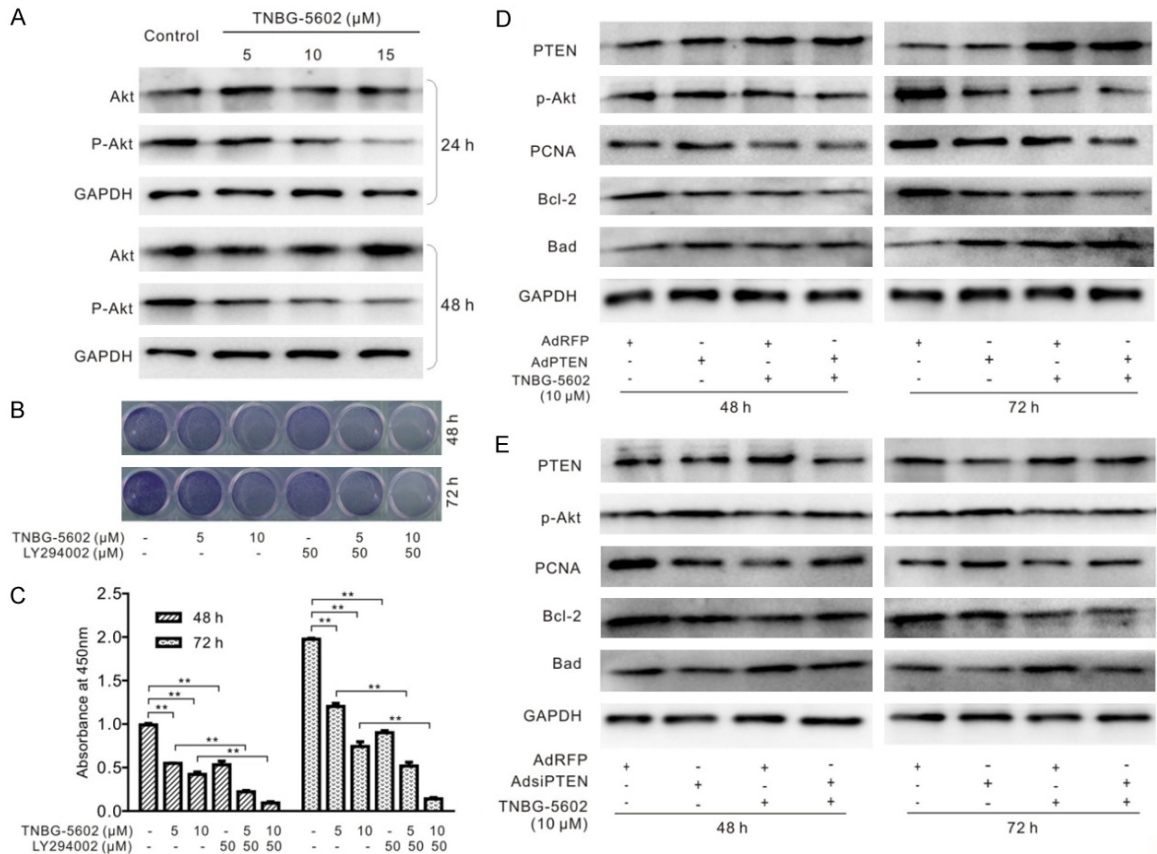 A
Control
TNBG-5602 (μM)
5 10 15
Akt
P-Akt
GAPDH
24 h
Akt
P-Akt
GAPDH
48 h
B
48 h
72 h
TNBG-5602 (μM) - 5 10 - 5 10
LY294002 (μM) - - - 50 50 50
C
Absorbance at 450nm
2.5
2.0
1.5
1.0
0.5
0.0
48 h
72 h
** ** ** ** **
** ** ** ** **
TNBG-5602 (μM) - 5 10 - 5 10 - 5 10 - 5 10
LY294002 (μM) - - - 50 50 50 - - - 50 50 50
D
PTEN
p-Akt
PCNA
Bcl-2
Bad
GAPDH
AdRFP + - + - + - + -
AdPTEN - + - + - + - +
TNBG-5602 - - + + - - + +
(10 μM)
48 h 72 h
E
PTEN
p-Akt
PCNA
Bcl-2
Bad
GAPDH
AdRFP + - + - + - + -
AdsiPTEN - + - + - + - +
TNBG-5602 - - + + - - + +
(10 μM)
48 h 72 h